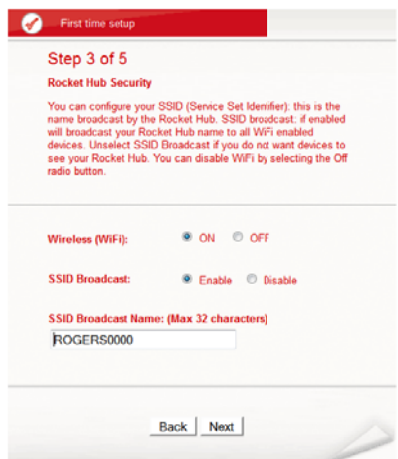 First time setup
Step 3 of 5
Rocket Hub Security
You can configure your SSID (Service Set Idenifier): this is the
name broadcast by the Rocket Hub. SSID broadcast: if enabled
will broadcast your Rocket Hub name to all WiFi enabled
devices. Unselect SSID Broadcast if you do not want devices to
see your Rocket Hub. You can disable WiFi by selecting the Off
radio button.
Wireless (WiFi): ON OFF
SSID Broadcast: Enable Disable
SSID Broadcast Name: (Max 32 characters)
ROGERS0000
Back Next